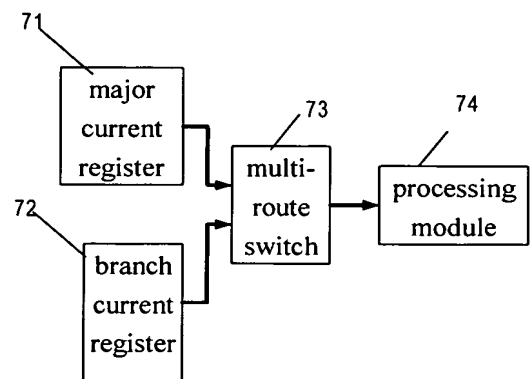 71
major
current
register
72
branch
current
register
73
multi-
route
switch
74
processing
module